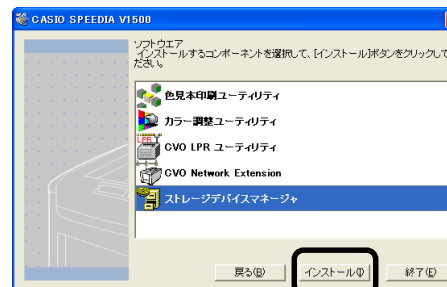 CASIO SPEEDIA V1500
ソフトウエア
インストールするコンポーネントを選択して、[インストール]ボタンをクリックして
ださい。
色見本印刷ユーティリティ
カラー調整ユーティリティ
LPR
CVO LPR ユーティリティ
CVO Network Extension
ストレージデバイスマネージャ
戻る(B) インストール(I) 終了(E)